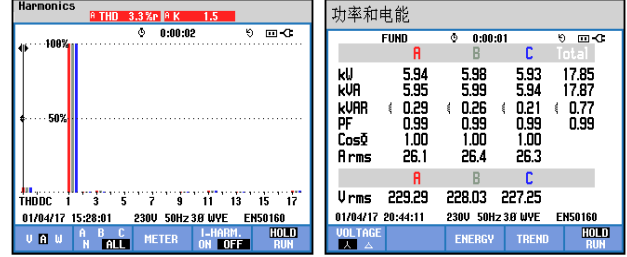 Harmonics
A THD 3.3%r A K 1.5
0:00:02
100%
50%
THDDC 1 3 5 7 9 11 13 15 17
01/04/17 15:28:01 230V 50Hz 3Ø WYE EN50160
V A W A B C N ALL METER I-HARM. ON OFF HOLD RUN
功率和电能
FUND 0:00:01
A B C Total
kW 5.94 5.98 5.93 17.85
kVA 5.95 5.99 5.94 17.87
kVAR 0.29 0.26 0.21 0.77
PF 0.99 0.99 0.99 0.99
CosΦ 1.00 1.00 1.00
A rms 26.1 26.4 26.3
A B C
V rms 229.29 228.03 227.25
01/04/17 20:44:11 230V 50Hz 3Ø WYE EN50160
VOLTAGE ENERGY TREND HOLD RUN